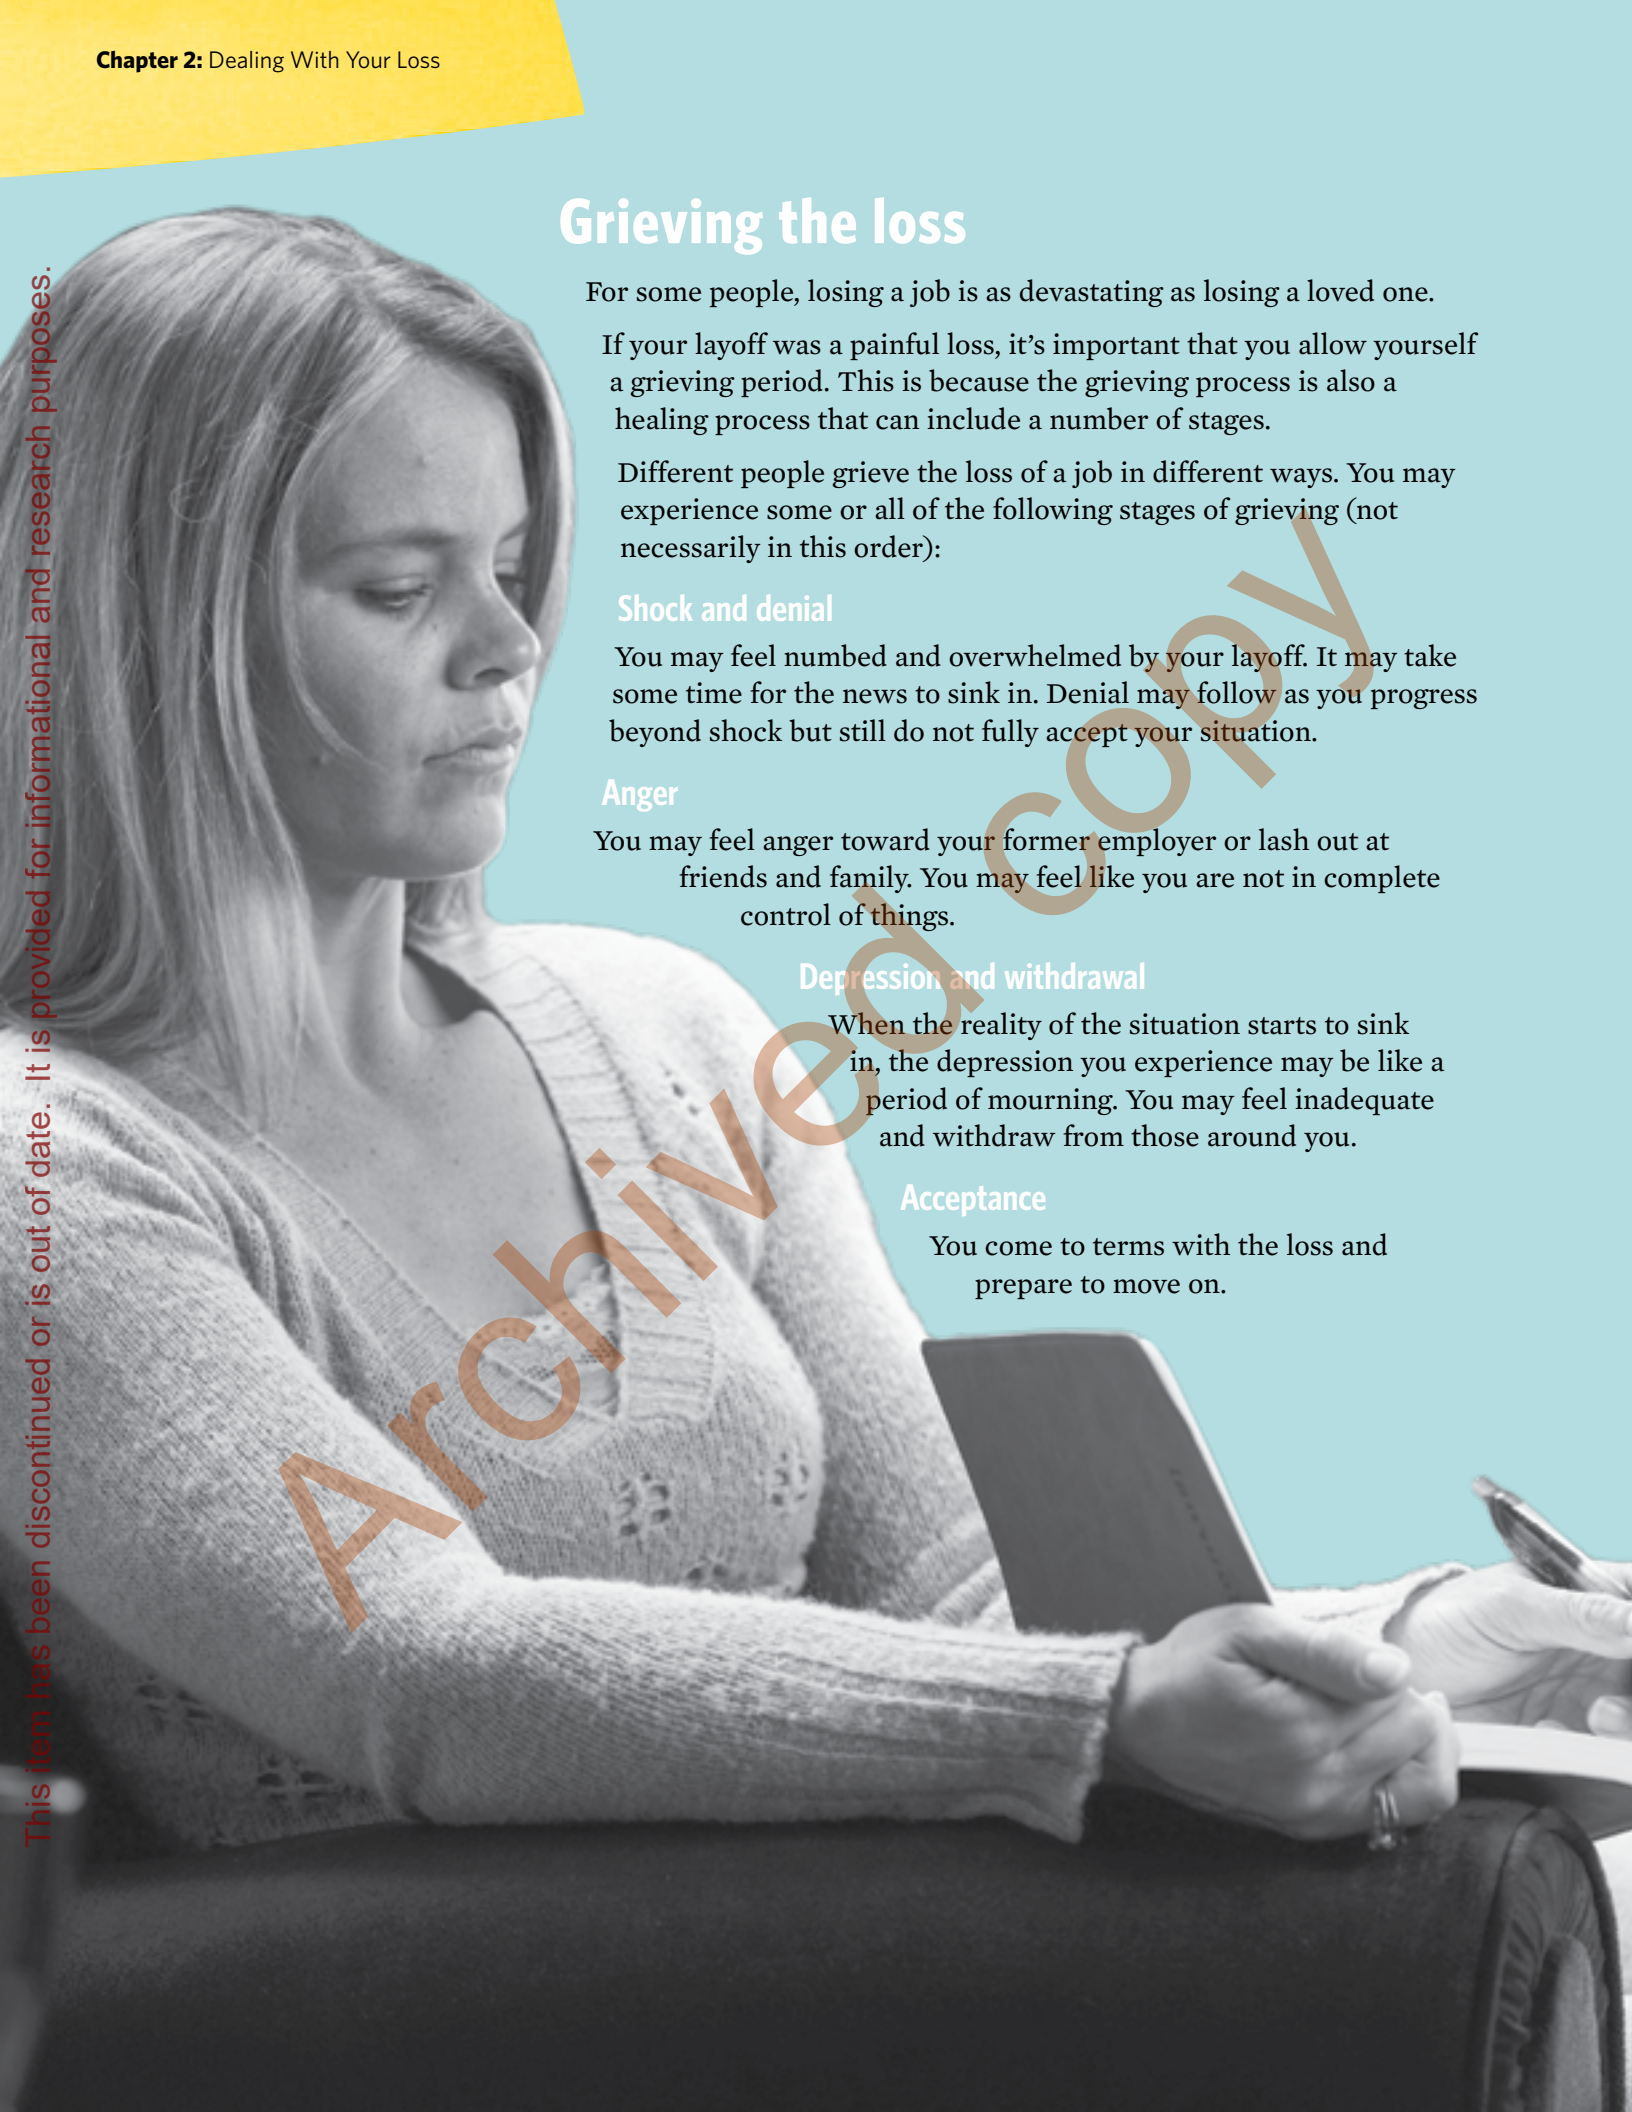 Chapter 2: Dealing With Your Loss
Grieving the loss
For some people, losing a job is as devastating as losing a loved one.
If your layoff was a painful loss, it’s important that you allow yourself
a grieving period. This is because the grieving process is also a
healing process that can include a number of stages.
Different people grieve the loss of a job in different ways. You may
experience some or all of the following stages of grieving (not
necessarily in this order):
Shock and denial
You may feel numbed and overwhelmed by your layoff. It may take
some time for the news to sink in. Denial may follow as you progress
beyond shock but still do not fully accept your situation.
Anger
You may feel anger toward your former employer or lash out at
friends and family. You may feel like you are not in complete
control of things.
Depression and withdrawal
When the reality of the situation starts to sink
in, the depression you experience may be like a
period of mourning. You may feel inadequate
and withdraw from those around you.
Acceptance
You come to terms with the loss and
prepare to move on.
Archived copy
This item has been discontinued or is out of date. It is provided for informational and research purposes.